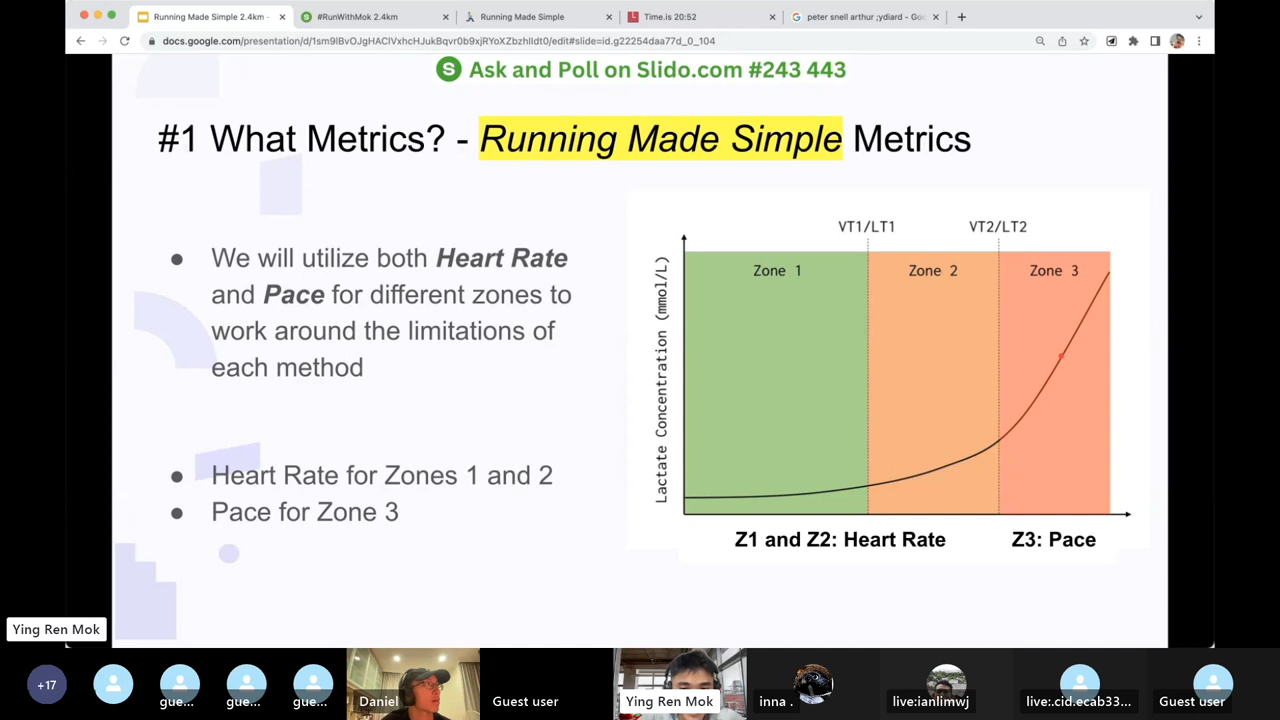 Running Made Simple 2.4km -
#RunWithMok 2.4km
Running Made Simple
Time.is 20:52
peter snell arthur ;ydiard - Goo
docs.google.com/presentation/d/1sm9lBvOJgHAClVxhcHJukBqvr0b9xjRYoXZbzhlIdt0/edit#slide=id.g22254daa77d_0_104
S Ask and Poll on Slido.com #243 443
#1 What Metrics? - Running Made Simple Metrics
• We will utilize both Heart Rate
and Pace for different zones to
work around the limitations of
each method
• Heart Rate for Zones 1 and 2
• Pace for Zone 3
VT1/LT1
VT2/LT2
Zone 1
Zone 2
Zone 3
Lactate Concentration (mmol/L)
Z1 and Z2: Heart Rate
Z3: Pace
Ying Ren Mok
+17
gue...
gue...
gue...
Daniel
Guest user
Ying Ren Mok
inna .
live:ianlimwj
live:cid.ecab33...
Guest user